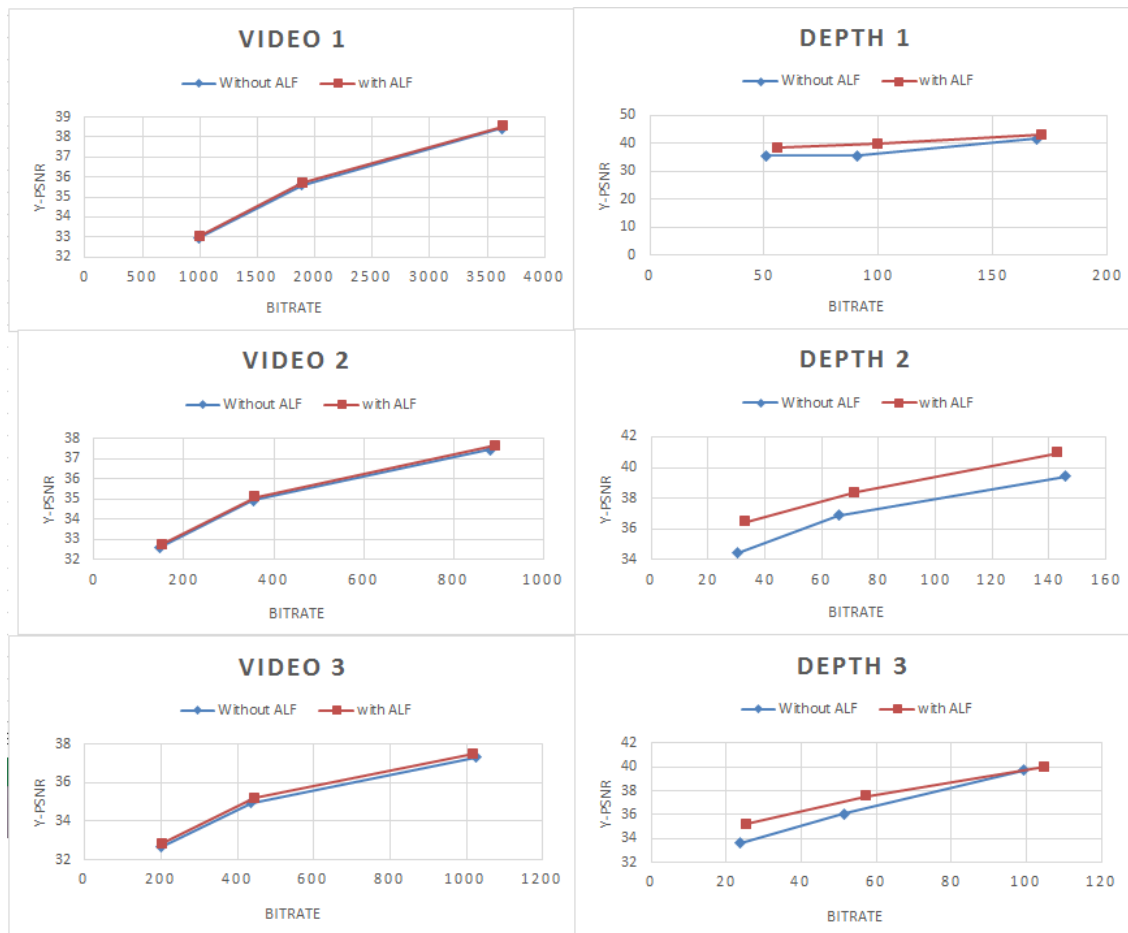 VIDEO 1
Without ALF with ALF
39
38
37
36
35
34
33
32
Y-PSNR
0 500 1000 1500 2000 2500 3000 3500 4000
BITRATE
DEPTH 1
Without ALF with ALF
50
40
30
20
10
0
Y-PSNR
0 50 100 150 200
BITRATE
VIDEO 2
Without ALF with ALF
38
37
36
35
34
33
32
Y-PSNR
0 200 400 600 800 1000
BITRATE
DEPTH 2
Without ALF with ALF
42
40
38
36
34
Y-PSNR
0 20 40 60 80 100 120 140 160
BITRATE
VIDEO 3
Without ALF with ALF
38
36
34
32
Y-PSNR
0 200 400 600 800 1000 1200
BITRATE
DEPTH 3
Without ALF with ALF
42
40
38
36
34
32
Y-PSNR
0 20 40 60 80 100 120
BITRATE